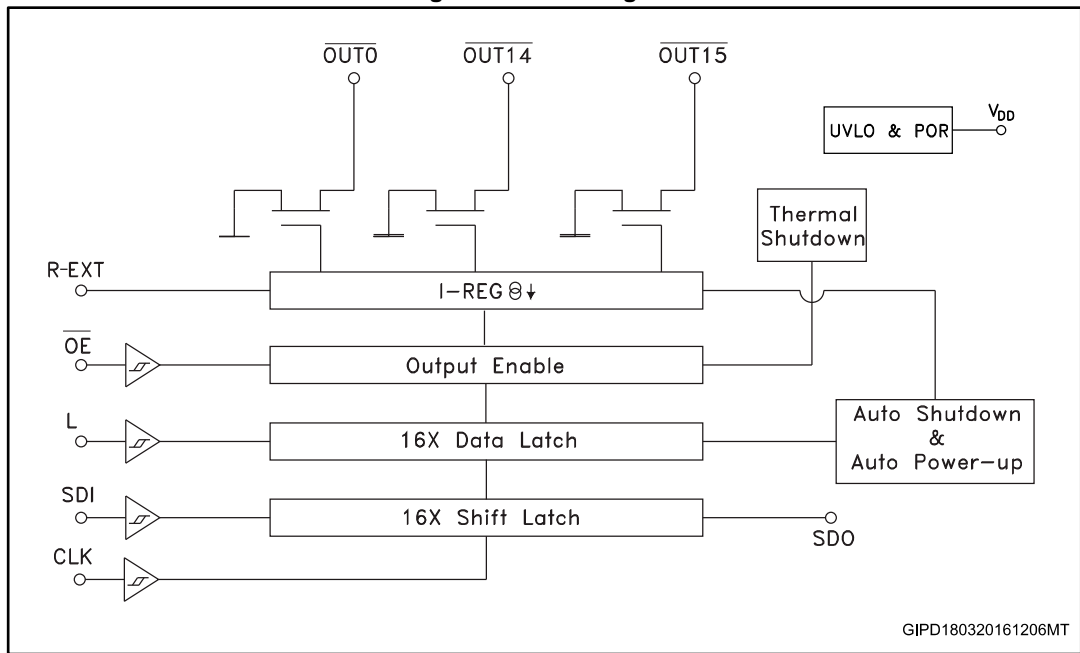 OUT0
OUT14
OUT15
UVLO & POR
VDD
Thermal
Shutdown
R-EXT
I-REG
OE
Output Enable
L
16X Data Latch
Auto Shutdown
&
Auto Power-up
SDI
16X Shift Latch
SDO
CLK
GIPD180320161206MT